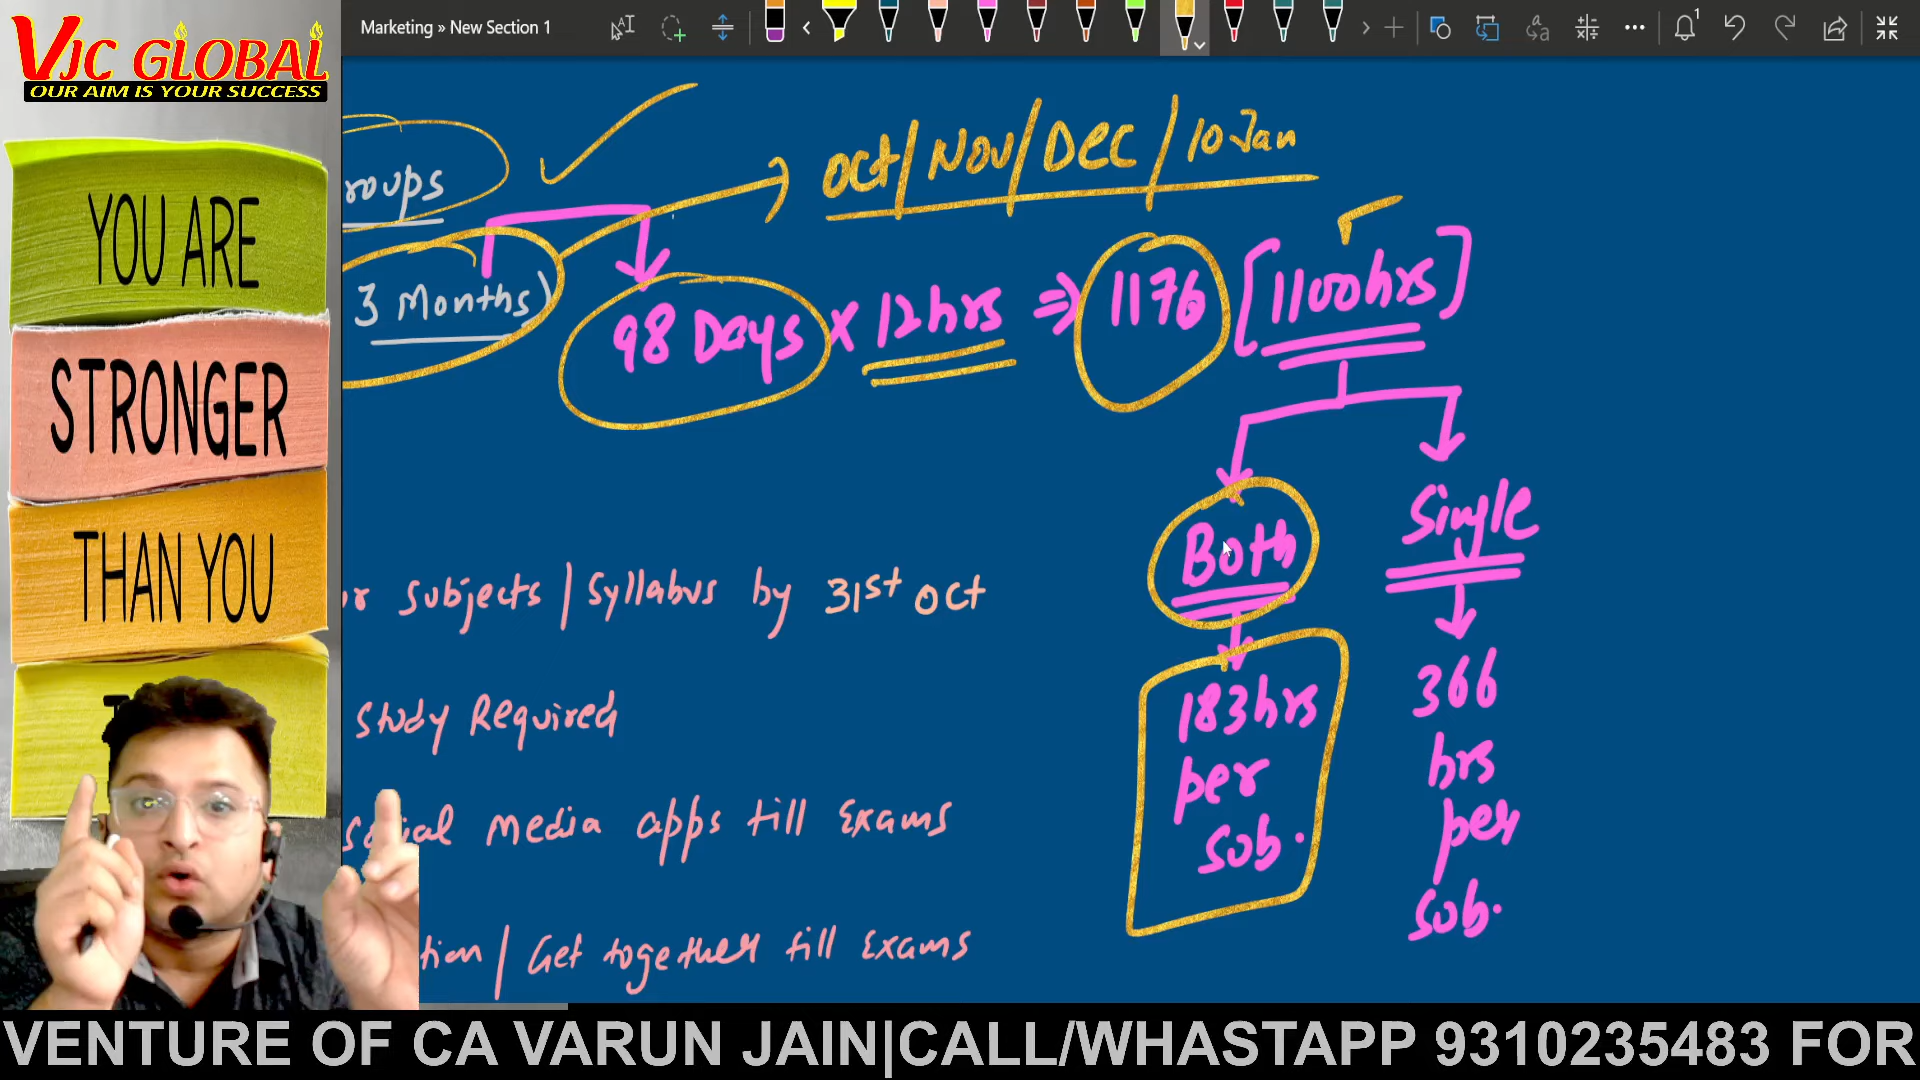 Marketing » New Section 1
VJC GLOBAL
OUR AIM IS YOUR SUCCESS
YOU ARE
STRONGER
THAN YOU
Oct/Nov/Dec/10 Jan
roups
3 Months)
98 Days x 12hrs ⇒ 1176 [1100hrs]
Both
Single
183hrs
per
sub.
366
hrs
per
sub.
or subjects / syllabus by 31st Oct
study Required
social media apps till Exams
tion / Get together till Exams
VENTURE OF CA VARUN JAIN|CALL/WHASTAPP 9310235483 FOR